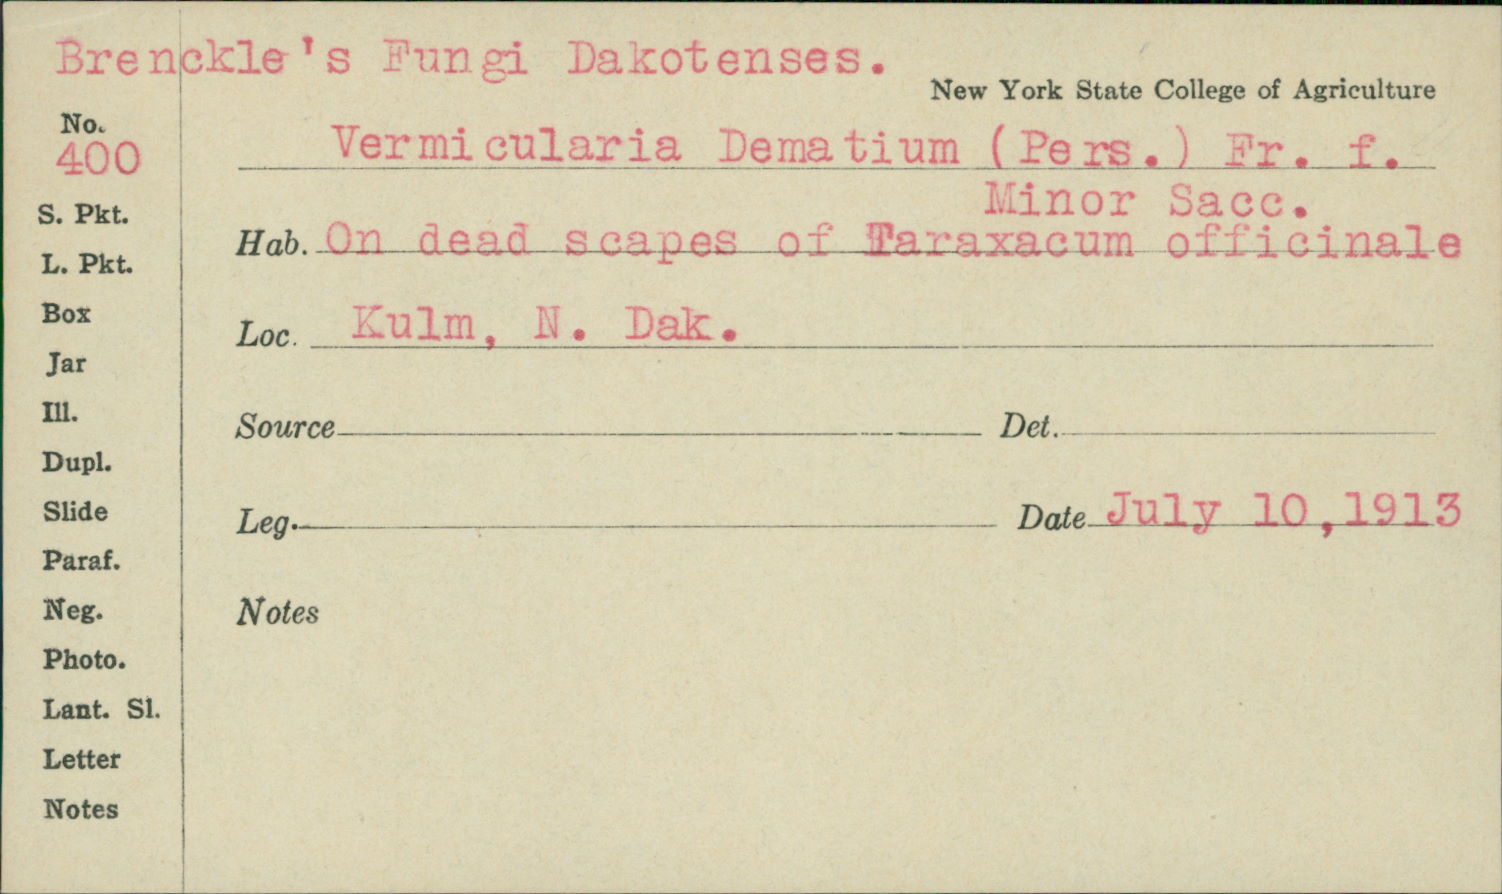 Brenckle's Fungi Dakotenses.
New York State College of Agriculture
No.
400
Vermicularia Dematium (Pers.) Fr. f.
Minor Sacc.
S. Pkt.
Hab. On dead scapes of Taraxacum officinale
L. Pkt.
Box
Loc. Kulm, N. Dak.
Jar
Ill.
Source Det.
Dupl.
Slide
Leg. Date July 10,1913
Paraf.
Neg.
Notes
Photo.
Lant. Sl.
Letter
Notes